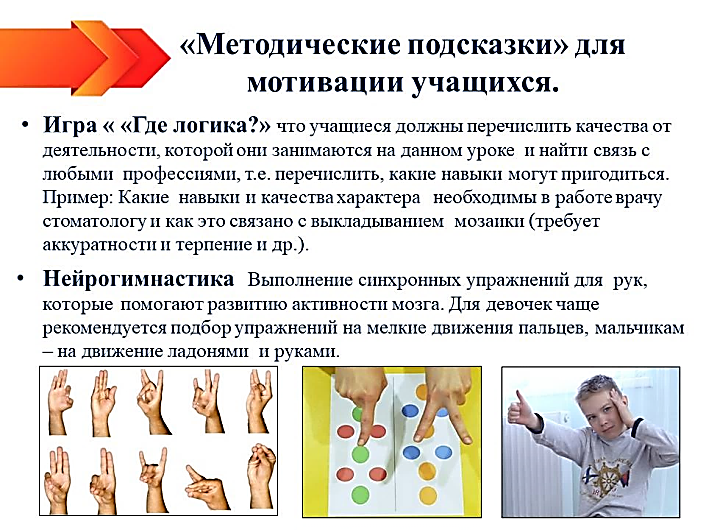 «Методические подсказки» для
мотивации учащихся.
• Игра « «Где логика?» что учащиеся должны перечислить качества от
деятельности, которой они занимаются на данном уроке и найти связь с
любыми профессиями, т.е. перечислить, какие навыки могут пригодиться.
Пример: Какие навыки и качества характера необходимы в работе врачу
стоматологу и как это связано с выкладыванием мозаики (требует
аккуратности и терпение и др.).
• Нейрогимнастика Выполнение синхронных упражнений для рук,
которые помогают развитию активности мозга. Для девочек чаще
рекомендуется подбор упражнений на мелкие движения пальцев, мальчикам
– на движение ладонями и руками.